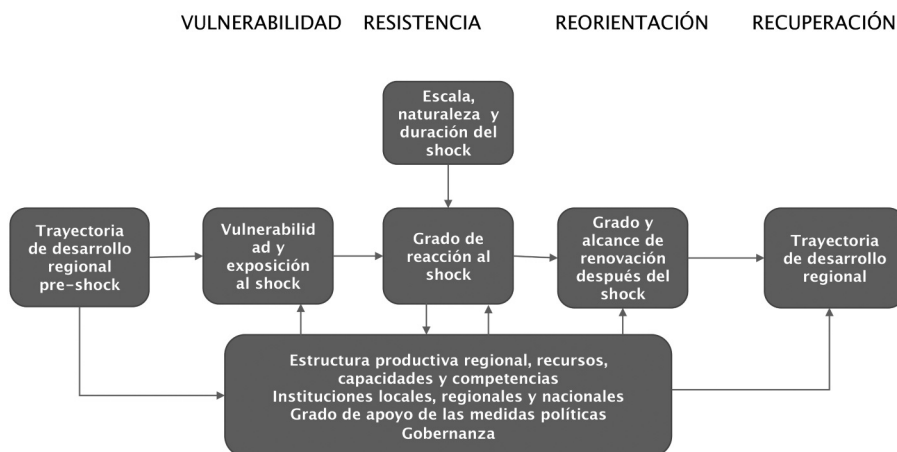 VULNERABILIDAD RESISTENCIA REORIENTACIÓN RECUPERACIÓN
Escala,
naturaleza y
duración del
shock
Trayectoria
de desarrollo
regional
pre-shock
Vulnerabilid
ad y
exposición
al shock
Grado de
reacción al
shock
Grado y
alcance de
renovación
después del
shock
Trayectoria
de desarrollo
regional
Estructura productiva regional, recursos,
capacidades y competencias
Instituciones locales, regionales y nacionales
Grado de apoyo de las medidas políticas
Gobernanza